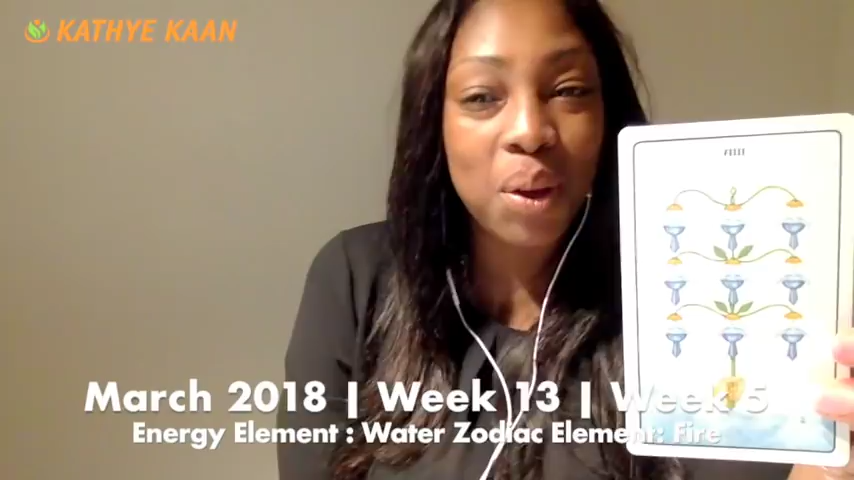 KATHYE KAAN
March 2018 | Week 13 | Week 5
Energy Element : Water Zodiac Element: Fire